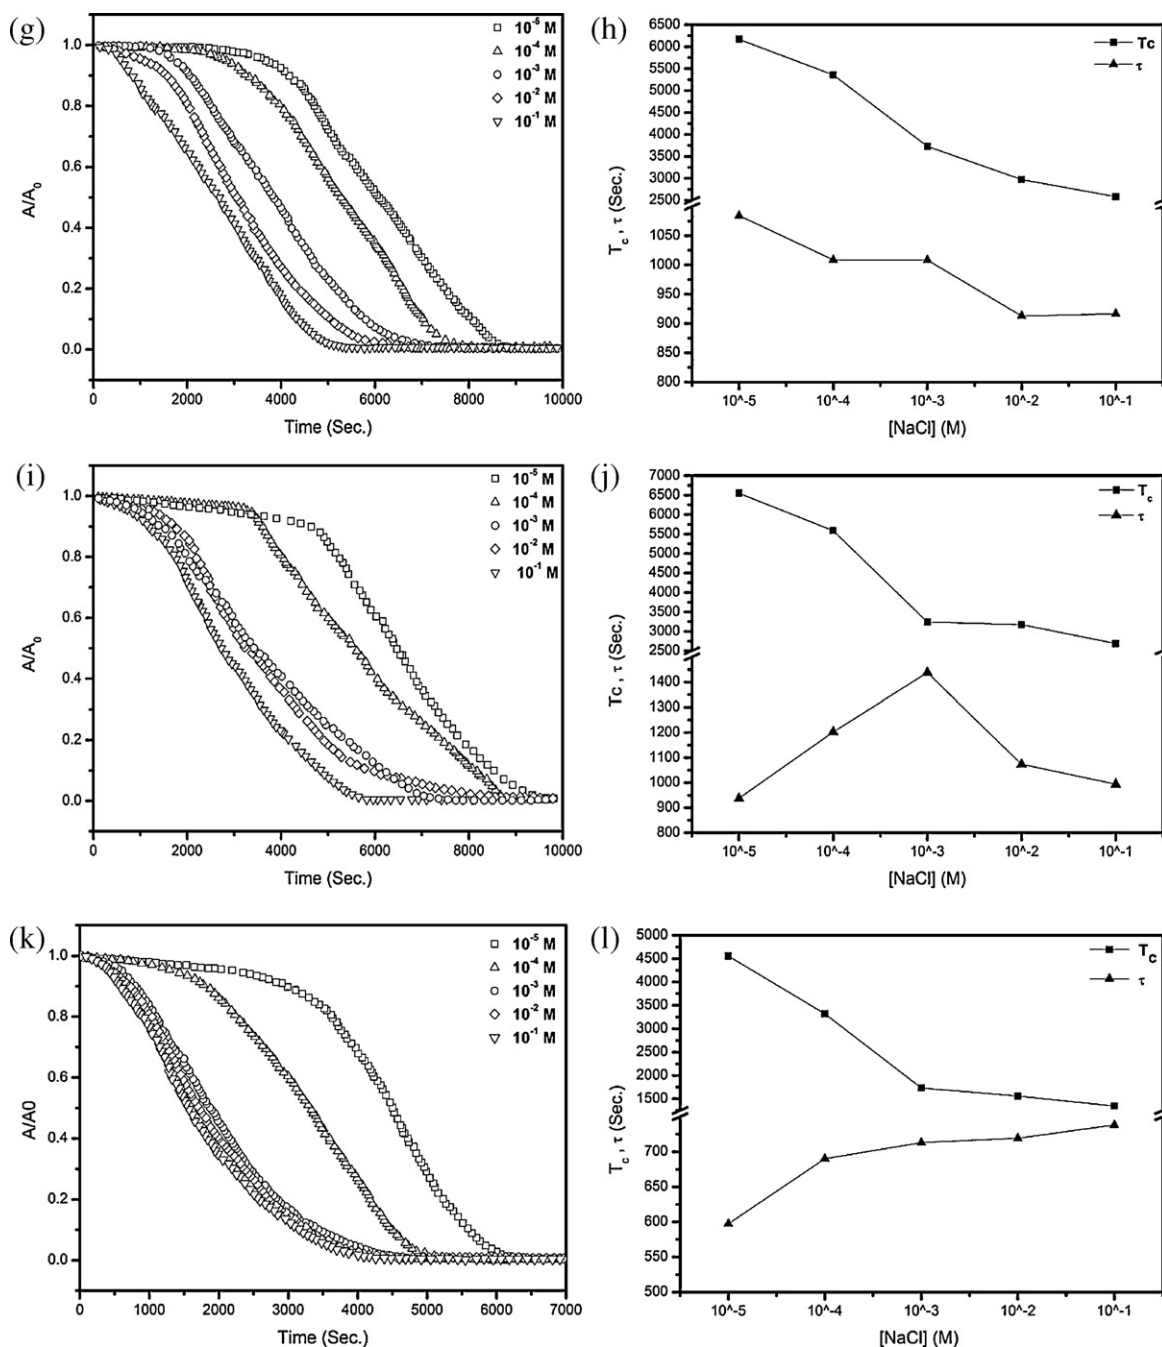 (g)
10⁻⁵ M
10⁻⁴ M
10⁻³ M
10⁻² M
10⁻¹ M
1.0
0.8
0.6
0.4
0.2
0.0
A/A₀
0 2000 4000 6000 8000 10000
Time (Sec.)
(h)
Tc
τ
6500
6000
5500
5000
4500
4000
3500
3000
2500
1050
1000
950
900
850
800
T_c , τ (Sec.)
10^-5 10^-4 10^-3 10^-2 10^-1
[NaCl] (M)
(i)
10⁻⁵ M
10⁻⁴ M
10⁻³ M
10⁻² M
10⁻¹ M
1.0
0.8
0.6
0.4
0.2
0.0
A/A₀
0 2000 4000 6000 8000 10000
Time (Sec.)
(j)
T_c
τ
7000
6500
6000
5500
5000
4500
4000
3500
3000
2500
1400
1300
1200
1100
1000
900
800
Tc , τ (Sec.)
10^-5 10^-4 10^-3 10^-2 10^-1
[NaCl] (M)
(k)
10⁻⁵ M
10⁻⁴ M
10⁻³ M
10⁻² M
10⁻¹ M
1.0
0.8
0.6
0.4
0.2
0.0
A/A0
0 1000 2000 3000 4000 5000 6000 7000
Time (Sec.)
(l)
T_c
τ
5000
4500
4000
3500
3000
2500
2000
1500
700
650
600
550
500
T_c , τ (Sec.)
10^-5 10^-4 10^-3 10^-2 10^-1
[NaCl] (M)